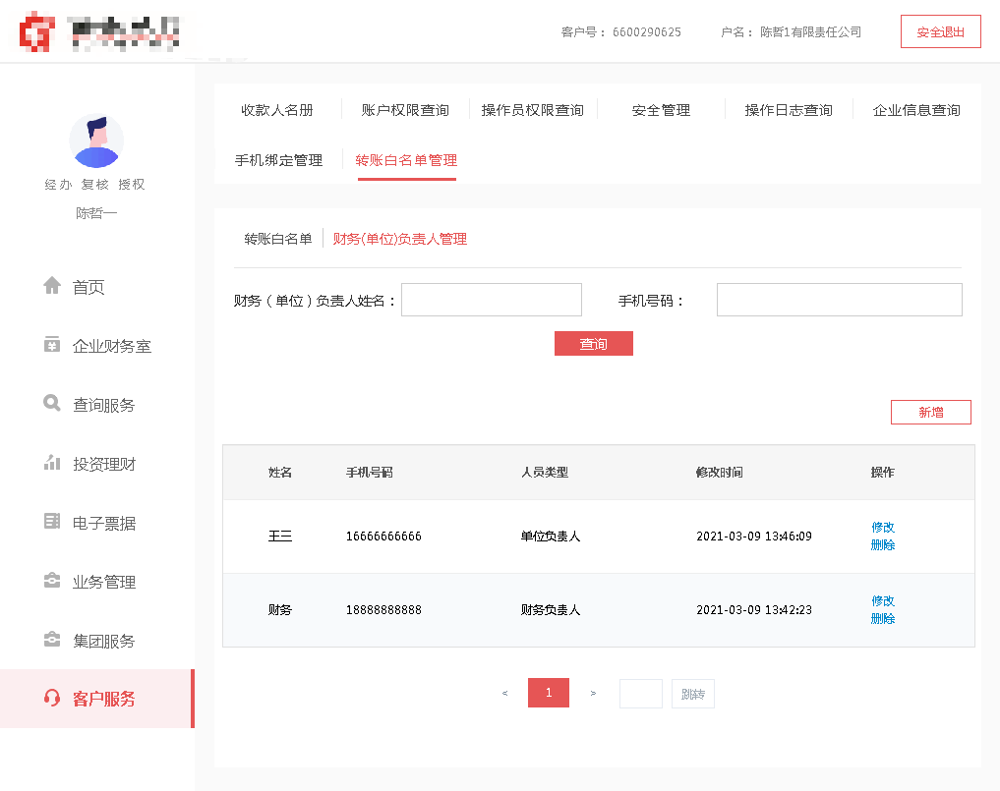 客户号： 6600290625 户名： 陈哲1有限责任公司 安全退出
收款人名册 账户权限查询 操作员权限查询 安全管理 操作日志查询 企业信息查询
手机绑定管理 转账白名单管理
经办 复核 授权
陈哲一
首页
企业财务室
查询服务
投资理财
电子票据
业务管理
集团服务
客户服务
转账白名单 财务(单位)负责人管理
财务（单位）负责人姓名： 手机号码：
查询
新增
姓名 手机号码 人员类型 修改时间 操作
王三 16666666666 单位负责人 2021-03-09 13:46:09 修改
删除
财务 18888888888 财务负责人 2021-03-09 13:42:23 修改
删除
< 1 > 跳转